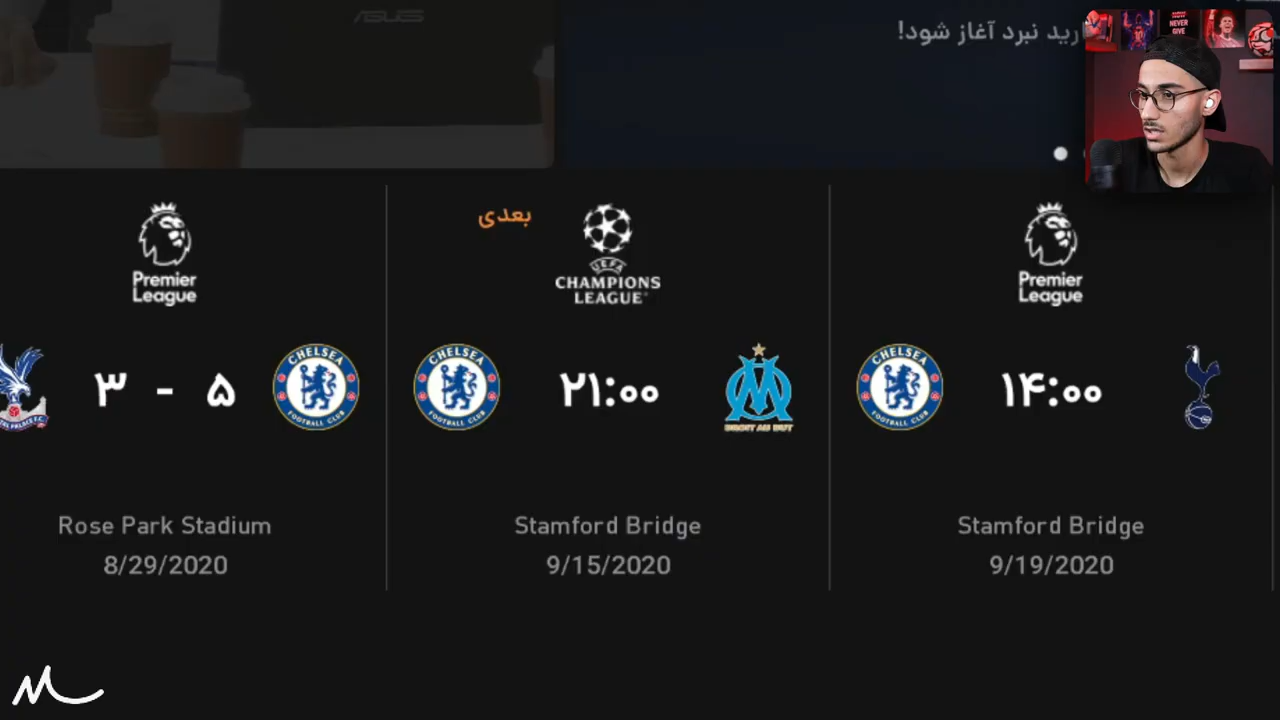 ASUS
ارید نبرد آغاز شود!
NEVER
GIVE
Premier
League
۳ - ۵
CHELSEA
FOOTBALL CLUB
Rose Park Stadium
8/29/2020
بعدی
UEFA
CHAMPIONS
LEAGUE
CHELSEA
FOOTBALL CLUB
۲۱:۰۰
DROIT AU BUT
Stamford Bridge
9/15/2020
Premier
League
CHELSEA
FOOTBALL CLUB
۱۴:۰۰
Stamford Bridge
9/19/2020